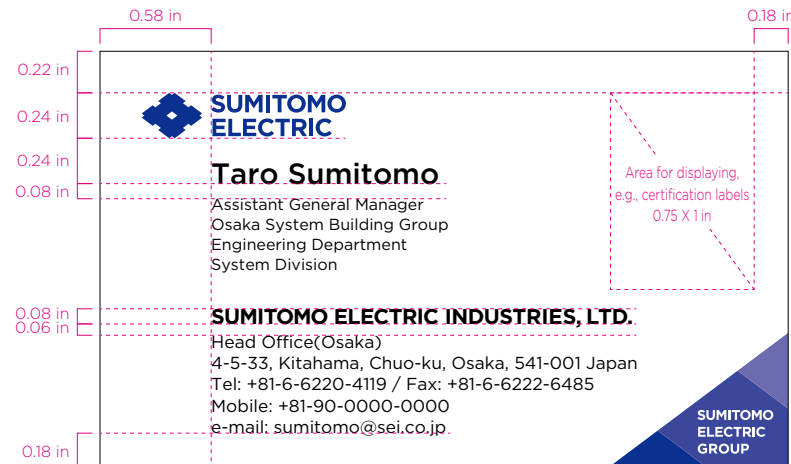 0.58 in
0.18 in
0.22 in
0.24 in
0.24 in
0.08 in
SUMITOMO
ELECTRIC
Taro Sumitomo
Assistant General Manager
Osaka System Building Group
Engineering Department
System Division
Area for displaying,
e.g., certification labels
0.75 X 1 in
0.08 in
0.06 in
SUMITOMO ELECTRIC INDUSTRIES, LTD.
Head Office(Osaka)
4-5-33, Kitahama, Chuo-ku, Osaka, 541-001 Japan
Tel: +81-6-6220-4119 / Fax: +81-6-6222-6485
Mobile: +81-90-0000-0000
e-mail: sumitomo@sei.co.jp
0.18 in
SUMITOMO
ELECTRIC
GROUP